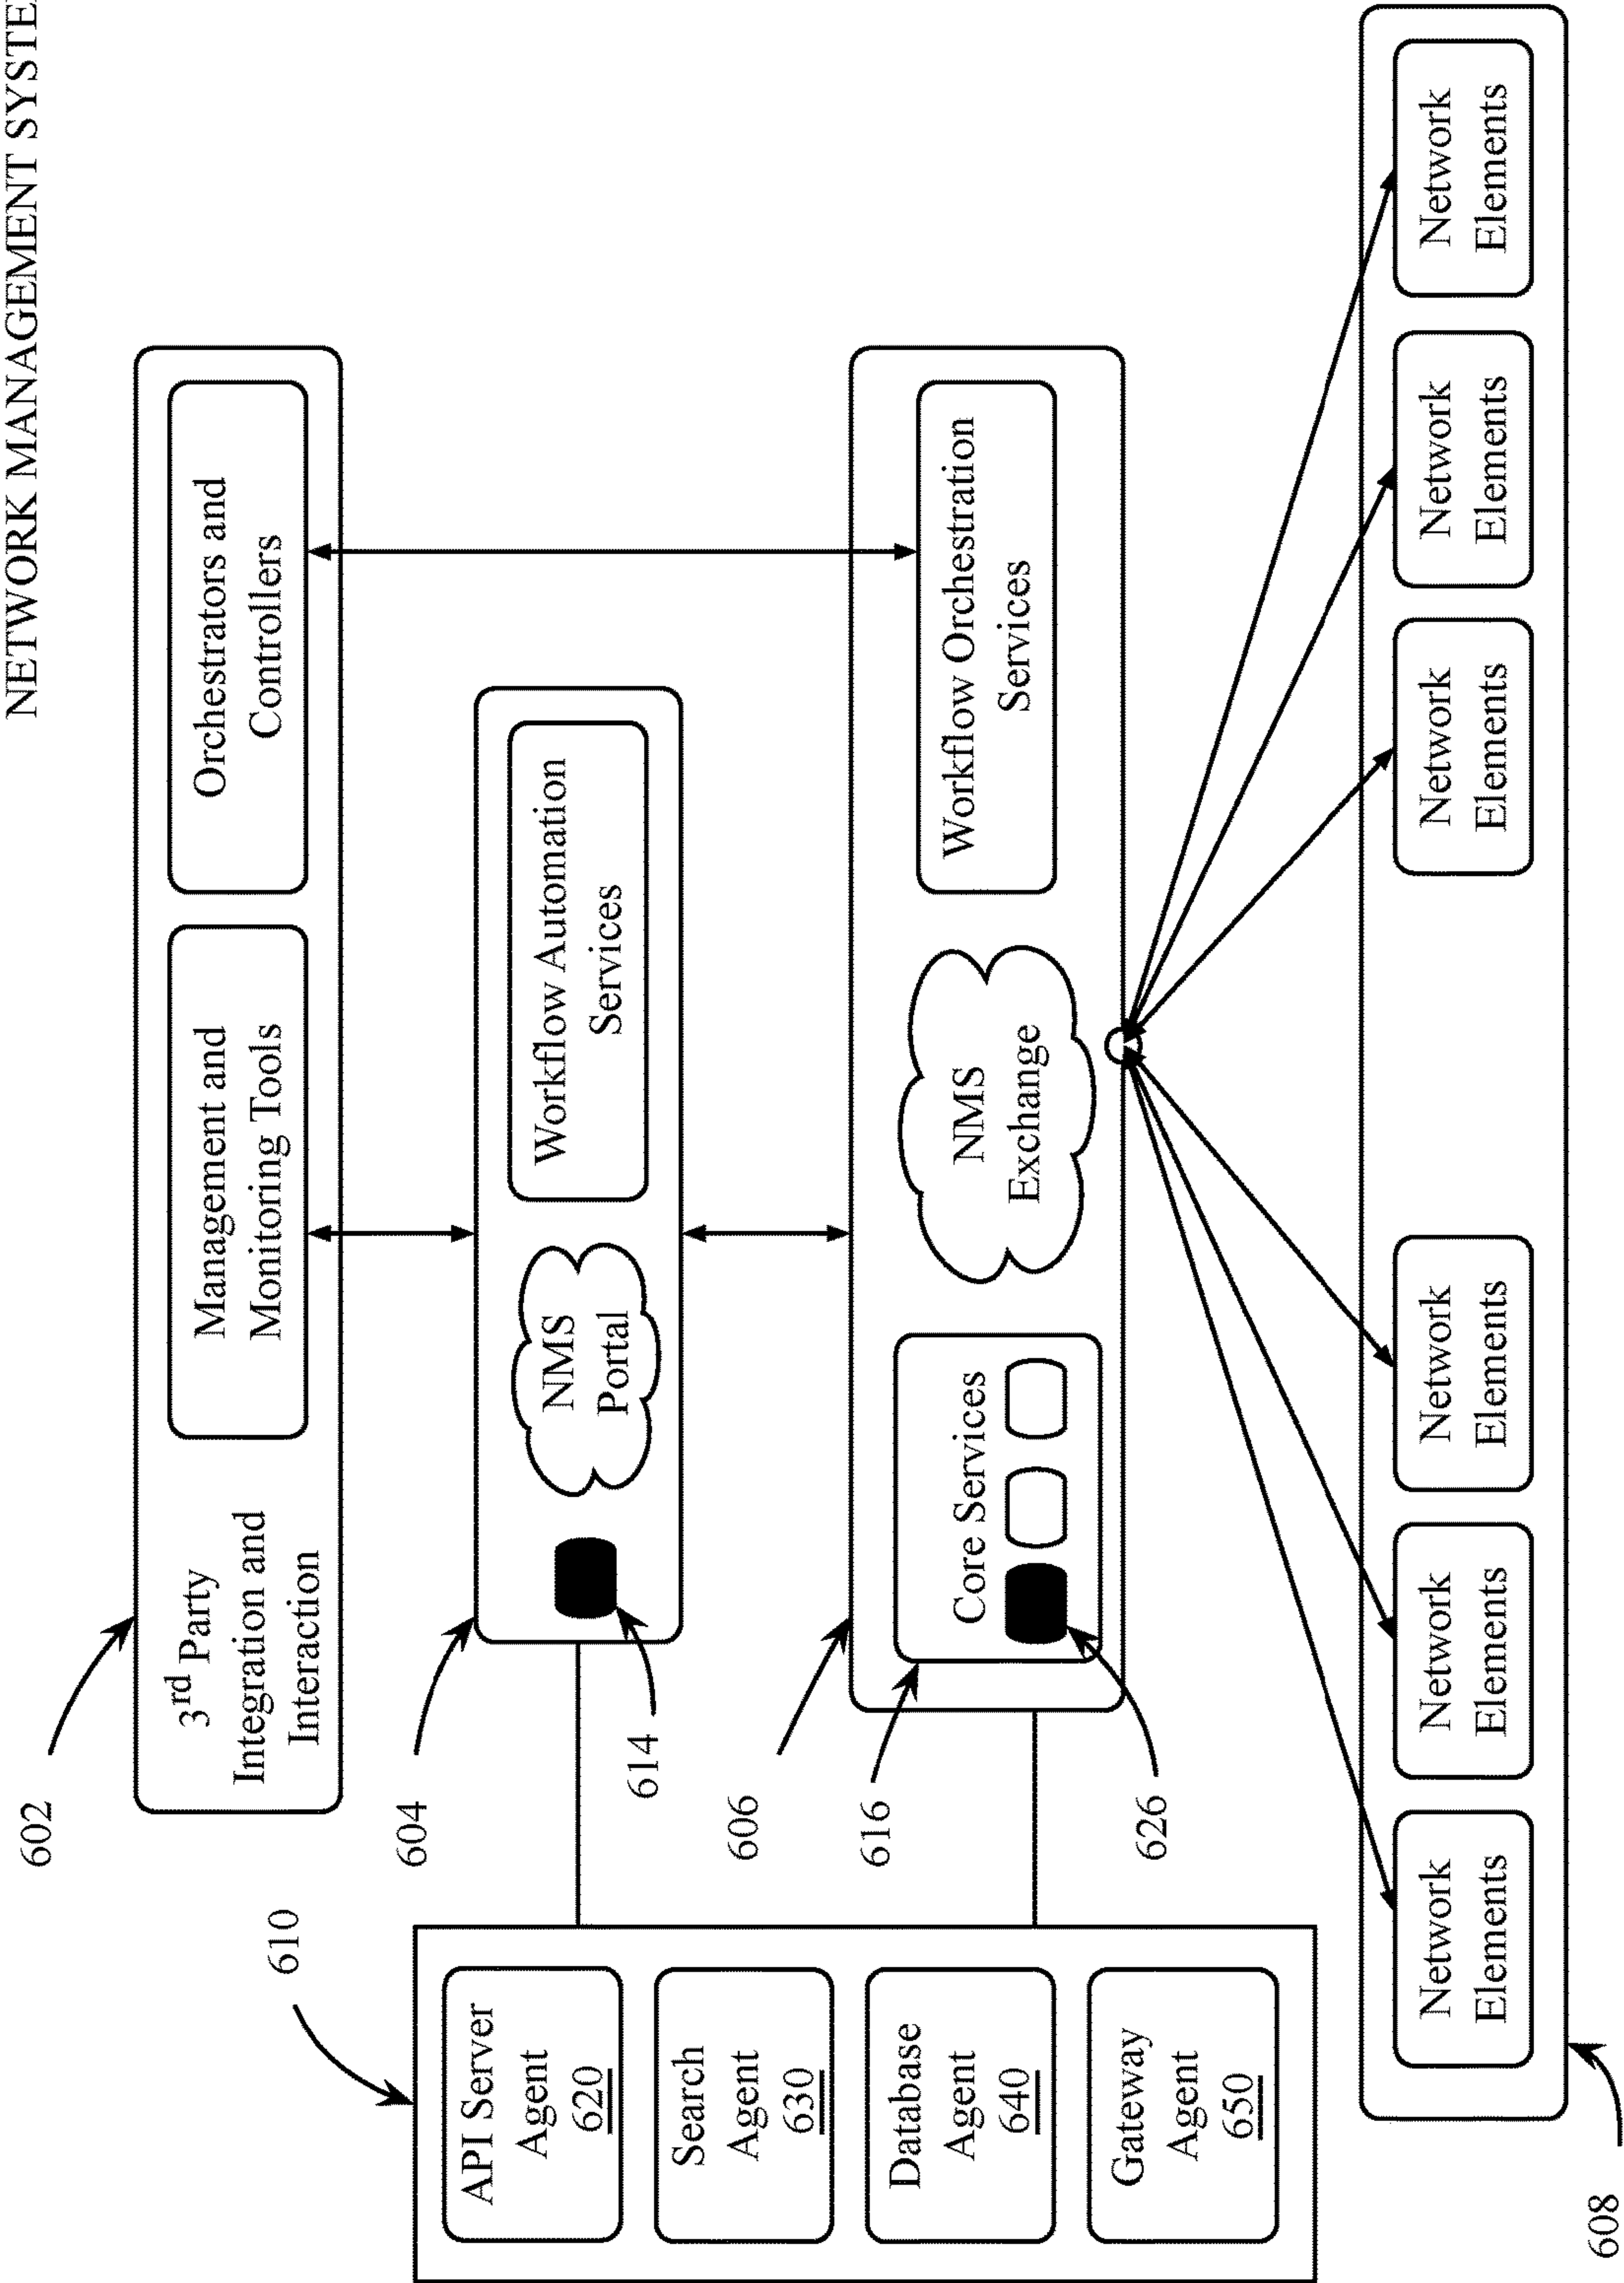 NETWORK MANAGEMENT SYSTE
602
3rd Party
Integration and
Interaction
Management and
Monitoring Tools
Orchestrators and
Controllers
610
604
614
NMS
Portal
Workflow Automation
Services
API Server
Agent
620
Search
Agent
630
Database
Agent
640
Gateway
Agent
650
606
616
626
Core Services
NMS
Exchange
Workflow Orchestration
Services
608
Network
Elements
Network
Elements
Network
Elements
Network
Elements
Network
Elements
Network
Elements